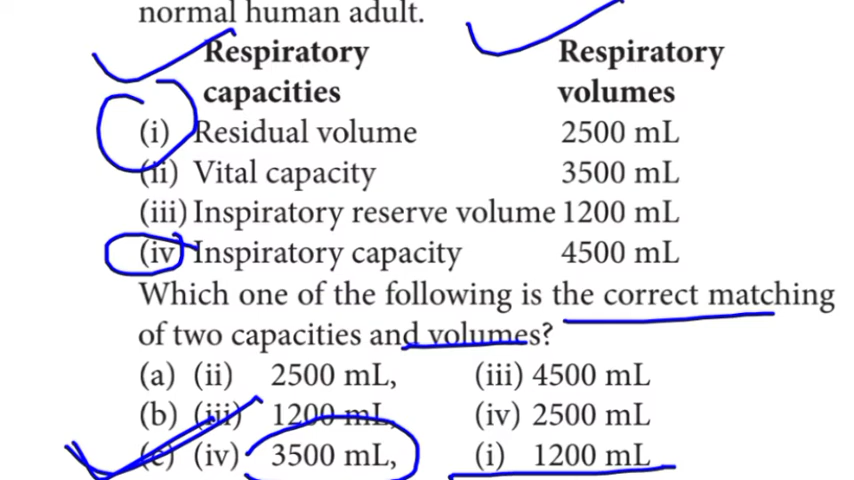 normal human adult.
Respiratory Respiratory
capacities volumes
(i) Residual volume 2500 mL
(ii) Vital capacity 3500 mL
(iii) Inspiratory reserve volume 1200 mL
(iv) Inspiratory capacity 4500 mL
Which one of the following is the correct matching
of two capacities and volumes?
(a) (ii) 2500 mL, (iii) 4500 mL
(b) (iii) 1200 mL, (iv) 2500 mL
(c) (iv) 3500 mL, (i) 1200 mL